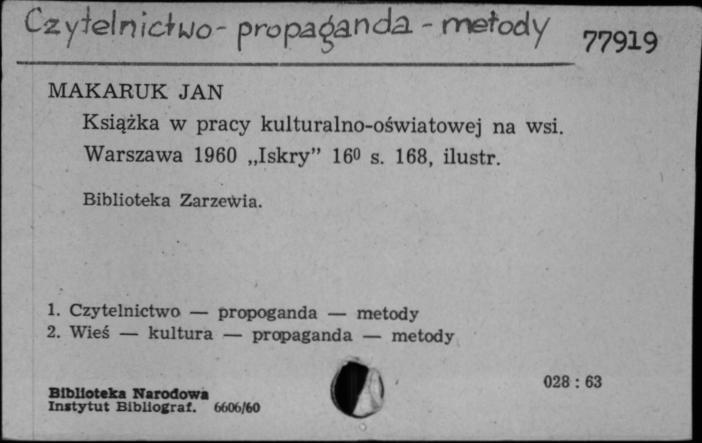 Czytelnictwo - propaganda - metody
77919
MAKARUK JAN
Książka w pracy kulturalno-oświatowej na wsi.
Warszawa 1960 „Iskry” 16⁰ s. 168, ilustr.
Biblioteka Zarzewia.
1. Czytelnictwo — propoganda — metody
2. Wieś — kultura — propaganda — metody
028 : 63
Biblioteka Narodowa
Instytut Bibliograf. 6606/60